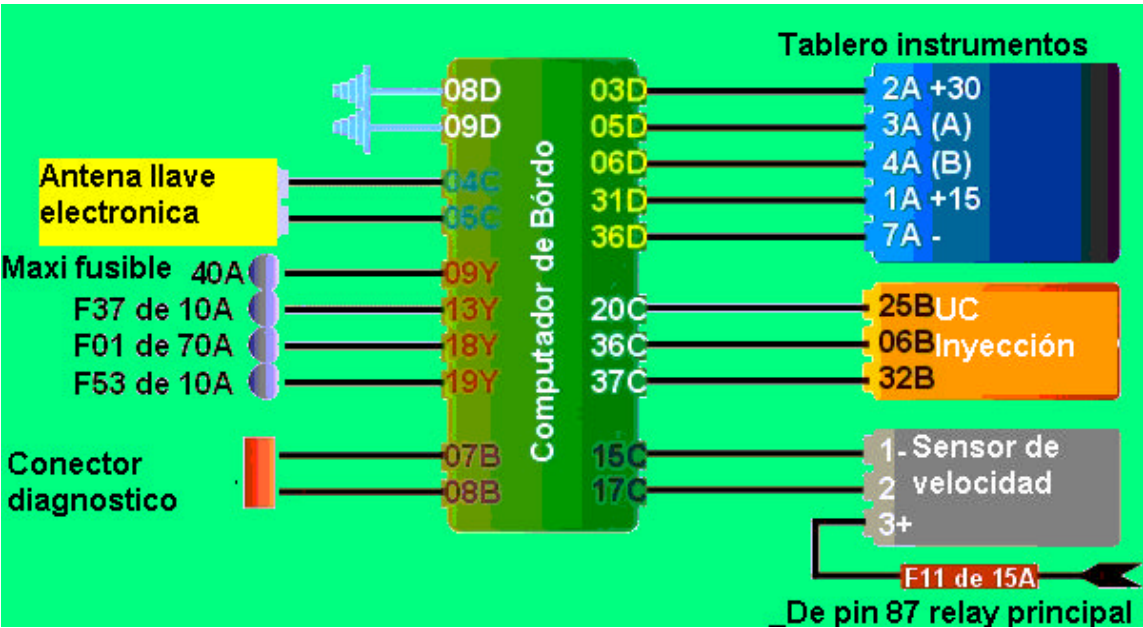 Tablero instrumentos
08D
09D
Antena llave
electronica
04C
05C
Maxi fusible 40A
F37 de 10A
F01 de 70A
F53 de 10A
09Y
13Y
18Y
19Y
Conector
diagnostico
07B
08B
Computador de Bórdo
03D
05D
06D
31D
36D
20C
36C
37C
15C
17C
2A +30
3A (A)
4A (B)
1A +15
7A -
25B
06B
32B
UC
Inyección
1-
2
3+
Sensor de
velocidad
F11 de 15A
_De pin 87 relay principal